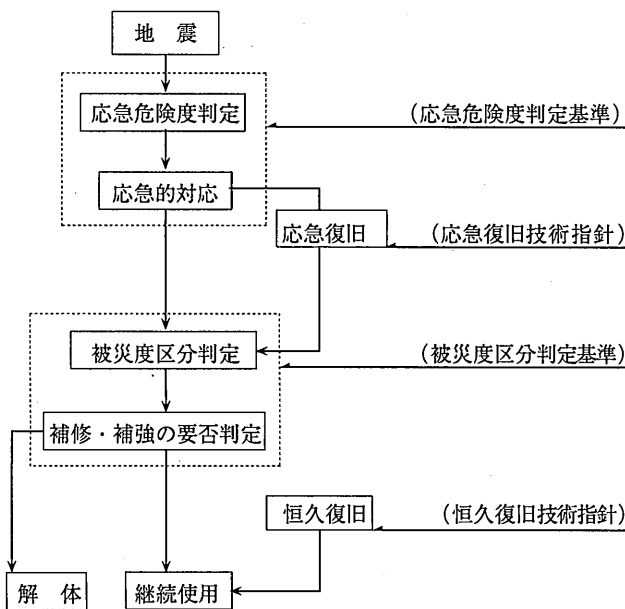 地　震
応急危険度判定
（応急危険度判定基準）
応急的対応
応急復旧
（応急復旧技術指針）
被災度区分判定
（被災度区分判定基準）
補修・補強の要否判定
恒久復旧
（恒久復旧技術指針）
解　体
継続使用